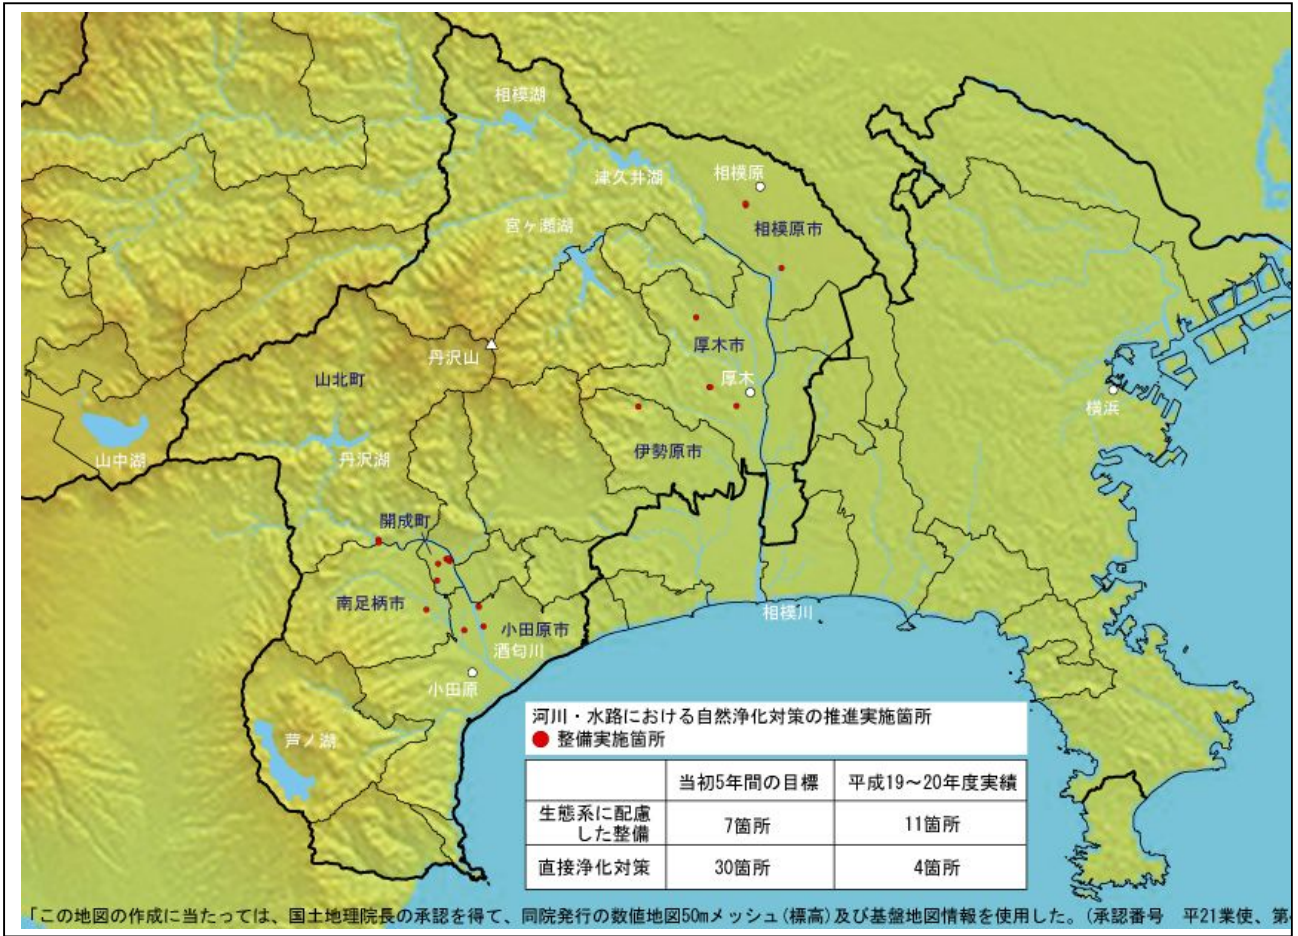 相模湖
津久井湖
相模原
宮ヶ瀬湖
相模原市
丹沢山
厚木市
山北町
厚木
横浜
伊勢原市
山中湖
丹沢湖
開成町
南足柄市
相模川
小田原市
酒匂川
小田原
芦ノ湖
河川・水路における自然浄化対策の推進実施箇所
整備実施箇所
当初5年間の目標 平成19～20年度実績
生態系に配慮
した整備 7箇所 11箇所
直接浄化対策 30箇所 4箇所
「この地図の作成に当たっては、国土地理院長の承認を得て、同院発行の数値地図50mメッシュ(標高)及び基盤地図情報を使用した。(承認番号 平21業使、第